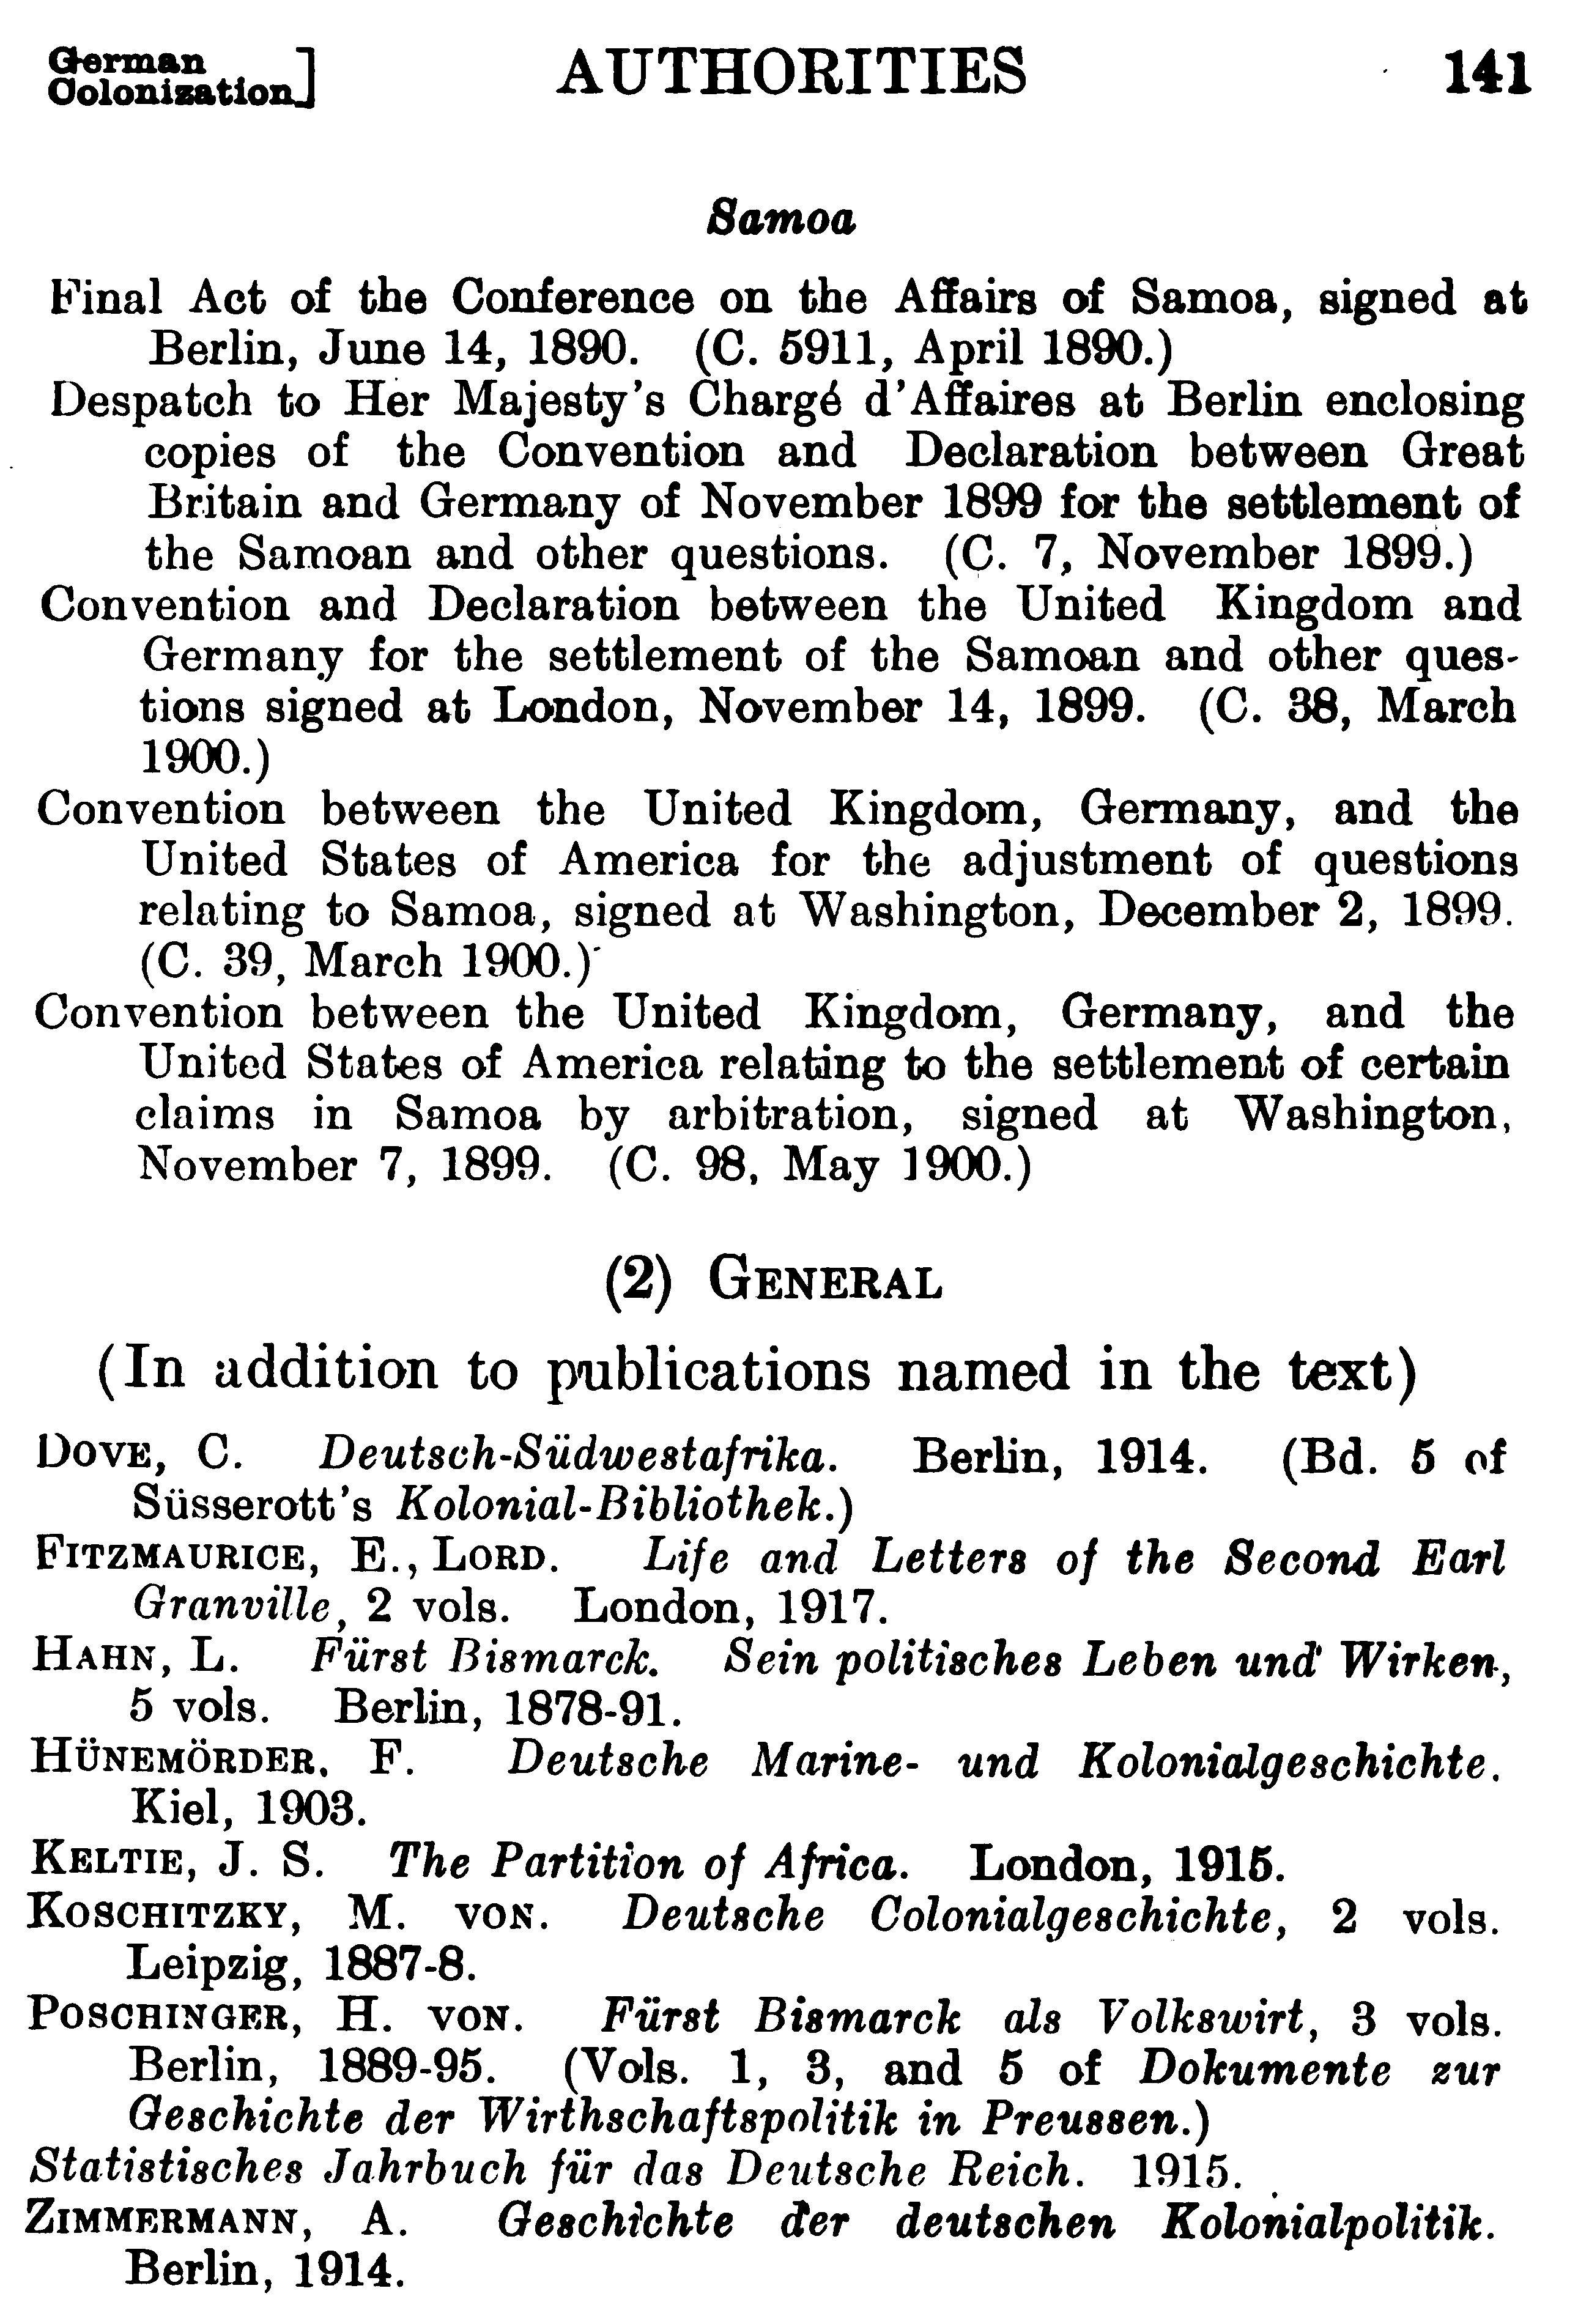 German
Colonization]
AUTHORITIES
141
Samoa
Final Act of the Conference on the Affairs of Samoa, signed at
Berlin, June 14, 1890. (C. 5911, April 1890.)
Despatch to Her Majesty's Chargé d'Affaires at Berlin enclosing
copies of the Convention and Declaration between Great
Britain and Germany of November 1899 for the settlement of
the Samoan and other questions. (C. 7, November 1899.)
Convention and Declaration between the United Kingdom and
Germany for the settlement of the Samoan and other ques-
tions signed at London, November 14, 1899. (C. 38, March
1900.)
Convention between the United Kingdom, Germany, and the
United States of America for the adjustment of questions
relating to Samoa, signed at Washington, December 2, 1899.
(C. 39, March 1900.)
Convention between the United Kingdom, Germany, and the
United States of America relating to the settlement of certain
claims in Samoa by arbitration, signed at Washington,
November 7, 1899. (C. 98, May 1900.)
(2) GENERAL
(In addition to publications named in the text)
DOVE, C. Deutsch-Südwestafrika. Berlin, 1914. (Bd. 5 of
Süsserott's Kolonial-Bibliothek.)
FITZMAURICE, E., LORD. Life and Letters of the Second Earl
Granville, 2 vols. London, 1917.
HAHN, L. Fürst Bismarck. Sein politisches Leben und Wirken,
5 vols. Berlin, 1878-91.
HÜNEMÖRDER, F. Deutsche Marine- und Kolonialgeschichte.
Kiel, 1903.
KELTIE, J. S. The Partition of Africa. London, 1915.
KOSCHITZKY, M. VON. Deutsche Colonialgeschichte, 2 vols.
Leipzig, 1887-8.
POSCHINGER, H. VON. Fürst Bismarck als Volkswirt, 3 vols.
Berlin, 1889-95. (Vols. 1, 3, and 5 of Dokumente zur
Geschichte der Wirthschaftspolitik in Preussen.)
Statistisches Jahrbuch für das Deutsche Reich. 1915.
ZIMMERMANN, A. Geschichte der deutschen Kolonialpolitik.
Berlin, 1914.